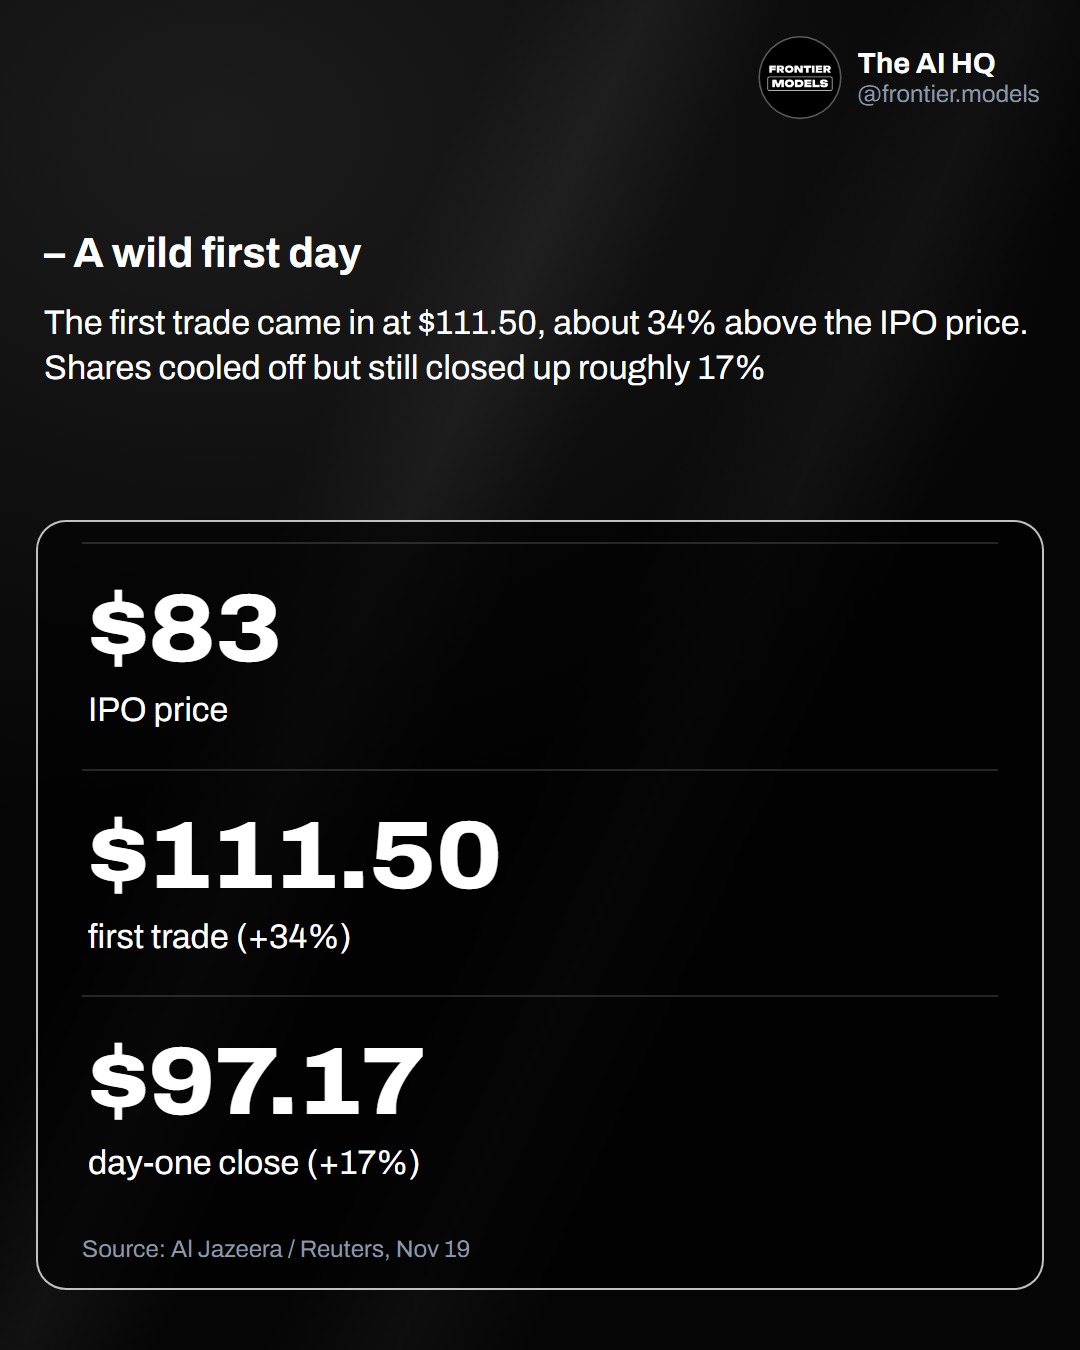 FRONTIER
MODELS
The AI HQ
@frontier.models
– A wild first day
The first trade came in at $111.50, about 34% above the IPO price.
Shares cooled off but still closed up roughly 17%
$83
IPO price
$111.50
first trade (+34%)
$97.17
day-one close (+17%)
Source: Al Jazeera / Reuters, Nov 19